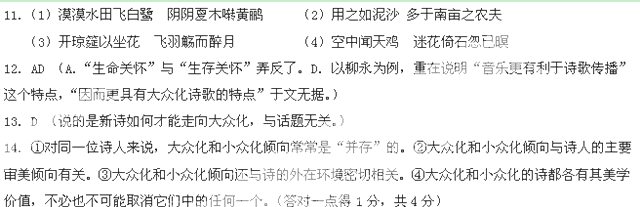 11.（1）漠漠水田飞白鹭　阴阴夏木啭黄鹂　（2）用之如泥沙 多于南亩之农夫
（3）开琼筵以坐花　飞羽觞而醉月　（4）空中闻天鸡　迷花倚石忽已暝
12. AD（A.“生命关怀”与“生存关怀”弄反了。D. 以柳永为例，重在说明“音乐更有利于诗歌传播”
这个特点，“因而更具有大众化诗歌的特点”于文无据。）
13. D（说的是新诗如何才能走向大众化，与话题无关。）
14. ①对同一位诗人来说，大众化和小众化倾向常常是“并存”的。②大众化和小众化倾向与诗人的主要
审美倾向有关。③大众化和小众化倾向还与诗的外在环境密切相关。④大众化和小众化的诗都各有其美学
价值，不必也不可能取消它们中的任何一个。（答对一点得1分，共4分）